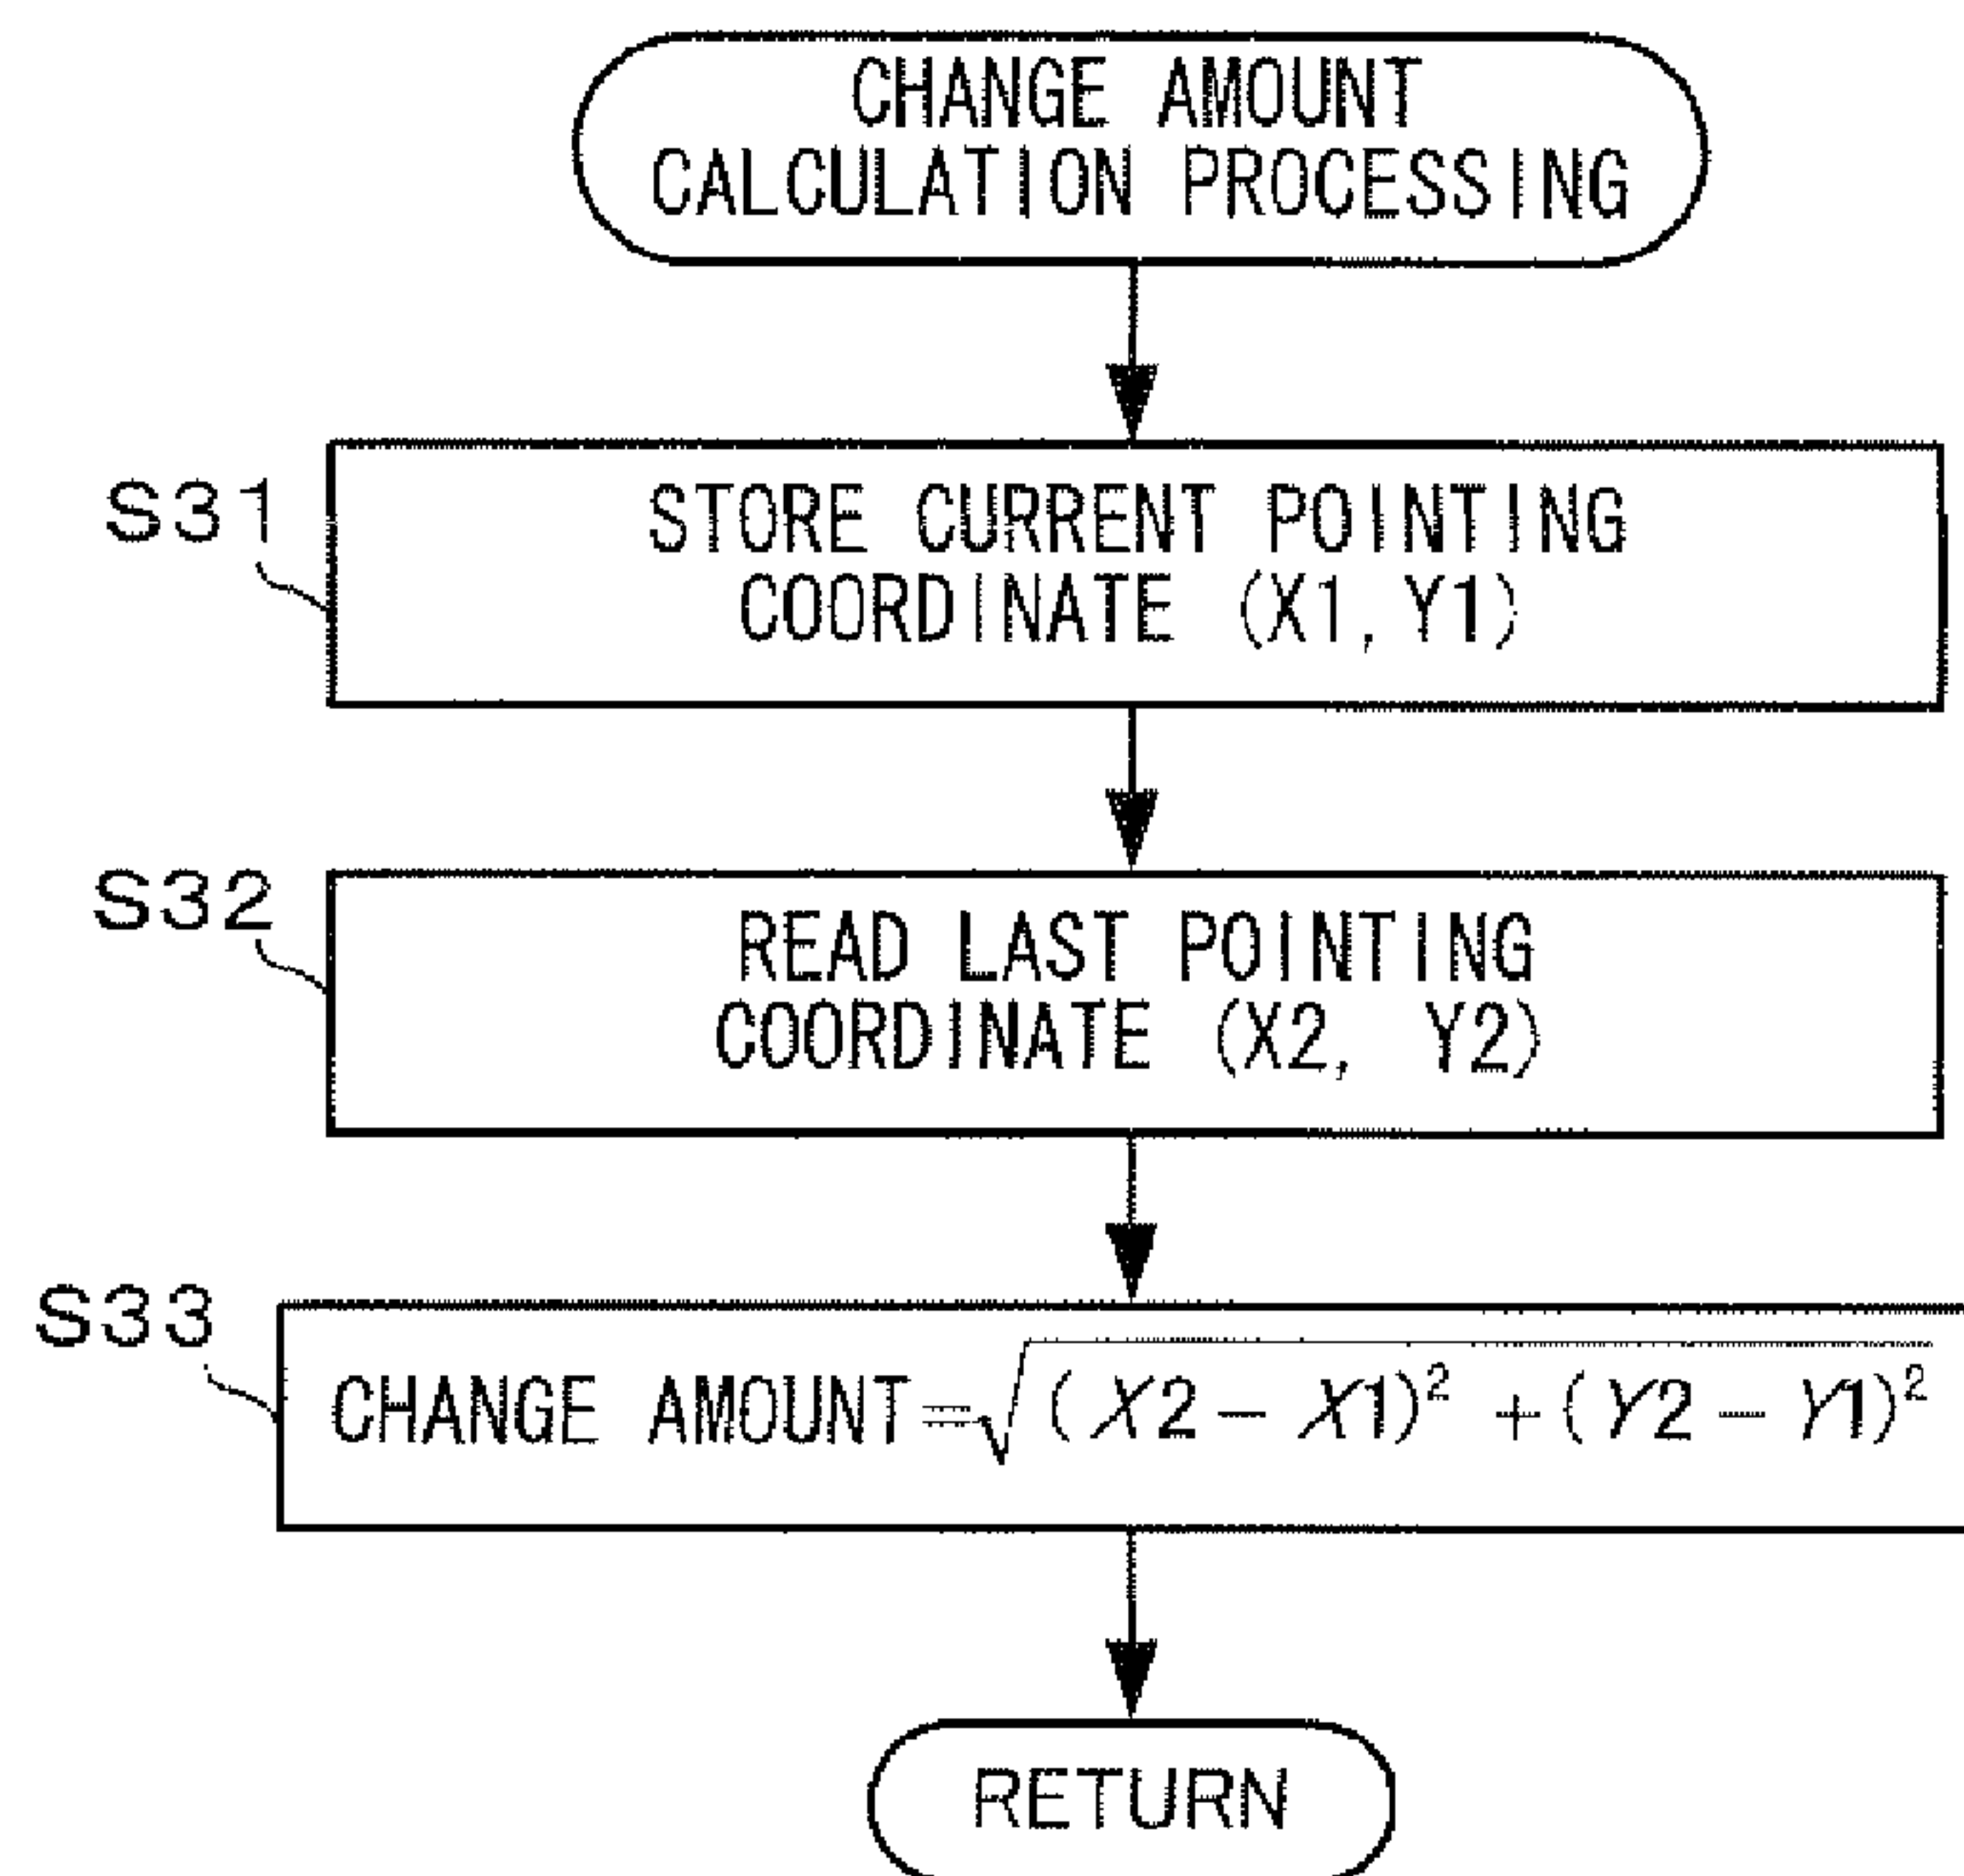 CHANGE AMOUNT
CALCULATION PROCESSING
S31
STORE CURRENT POINTING
COORDINATE (X1, Y1)
S32
READ LAST POINTING
COORDINATE (X2, Y2)
S33
CHANGE AMOUNT=√(X2-X1)² +(Y2-Y1)²
RETURN